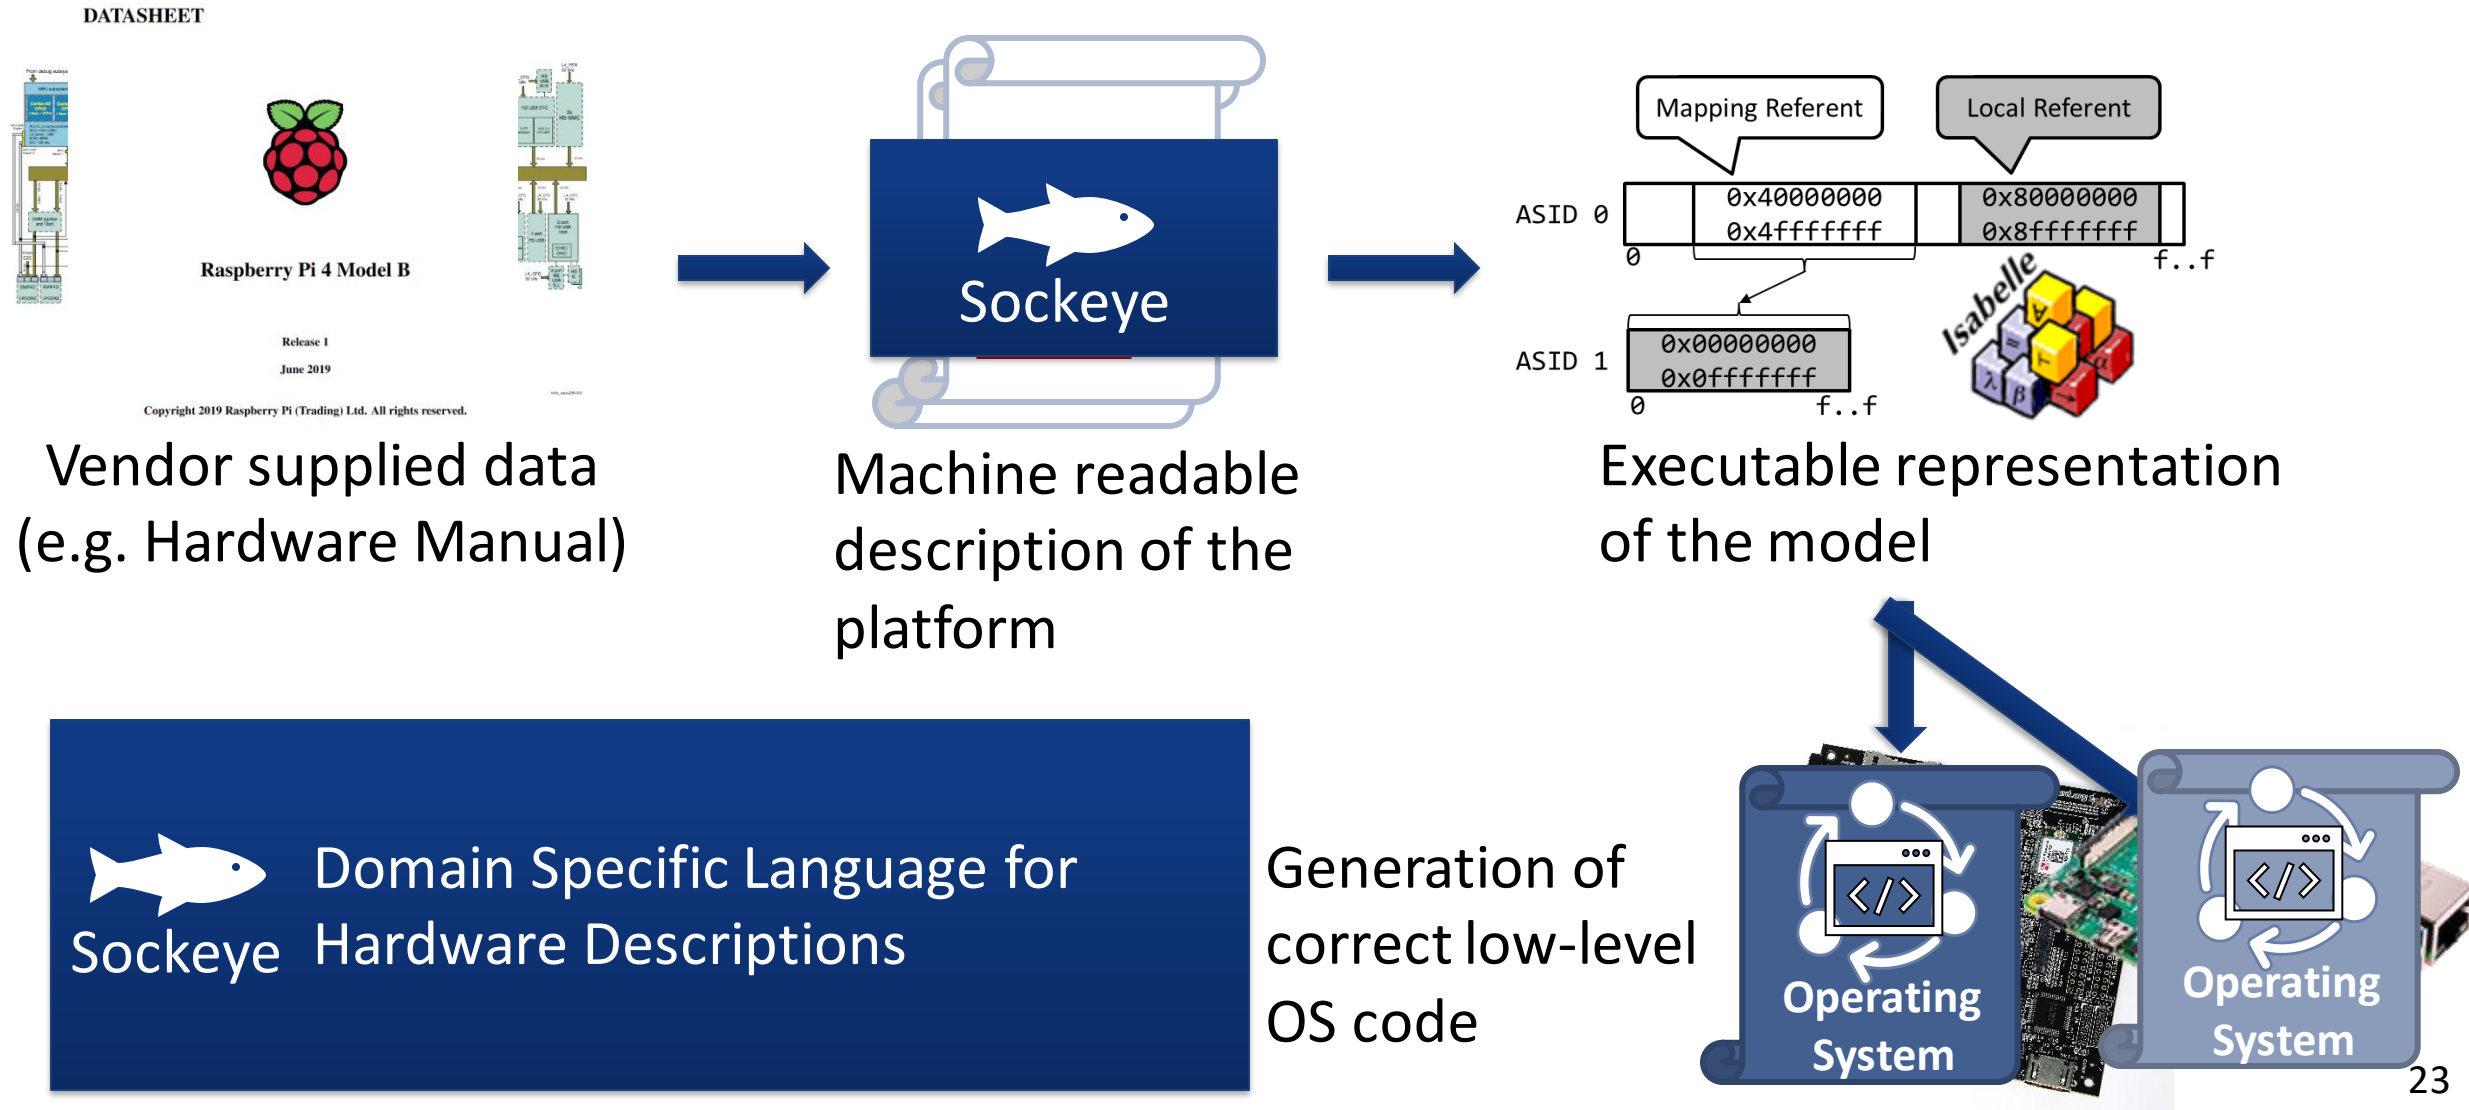 DATASHEET
Raspberry Pi 4 Model B
Release 1
June 2019
Copyright 2019 Raspberry Pi (Trading) Ltd. All rights reserved.
Vendor supplied data
(e.g. Hardware Manual)
Sockeye
Machine readable
description of the
platform
Mapping Referent
Local Referent
ASID 0
0x40000000
0x4fffffff
0x80000000
0x8fffffff
0
f..f
ASID 1
0x00000000
0x0fffffff
0
f..f
Isabelle
∀
=
λ
β
α
→
Executable representation
of the model
Sockeye
Domain Specific Language for
Hardware Descriptions
Generation of
correct low-level
OS code
</>
Operating
System
</>
Operating
System
23